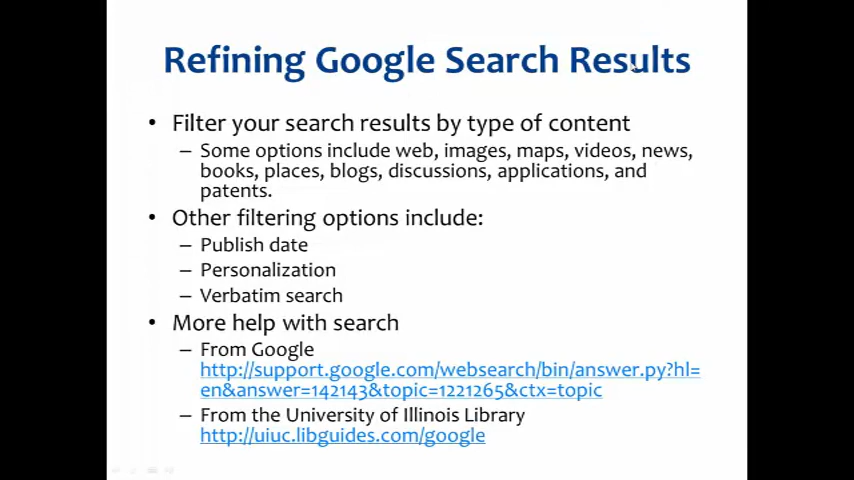 Refining Google Search Results
• Filter your search results by type of content
– Some options include web, images, maps, videos, news,
books, places, blogs, discussions, applications, and
patents.
• Other filtering options include:
– Publish date
– Personalization
– Verbatim search
• More help with search
– From Google
http://support.google.com/websearch/bin/answer.py?hl=
en&answer=142143&topic=1221265&ctx=topic
– From the University of Illinois Library
http://uiuc.libguides.com/google